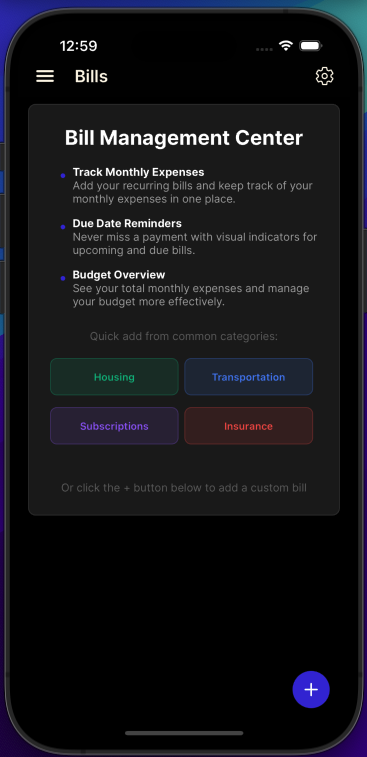 12:59
Bills
Bill Management Center
Track Monthly Expenses
Add your recurring bills and keep track of your
monthly expenses in one place.
Due Date Reminders
Never miss a payment with visual indicators for
upcoming and due bills.
Budget Overview
See your total monthly expenses and manage
your budget more effectively.
Quick add from common categories:
Housing
Transportation
Subscriptions
Insurance
Or click the + button below to add a custom bill
+